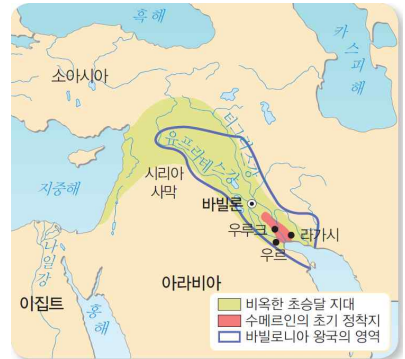 흑해
카스피해
소아시아
티그리스강
유프라테스강
시리아
사막
지중해
바빌론
우루크
라가시
우르
나일강
아라비아
이집트
홍해
비옥한 초승달 지대
수메르인의 초기 정착지
바빌로니아 왕국의 영역